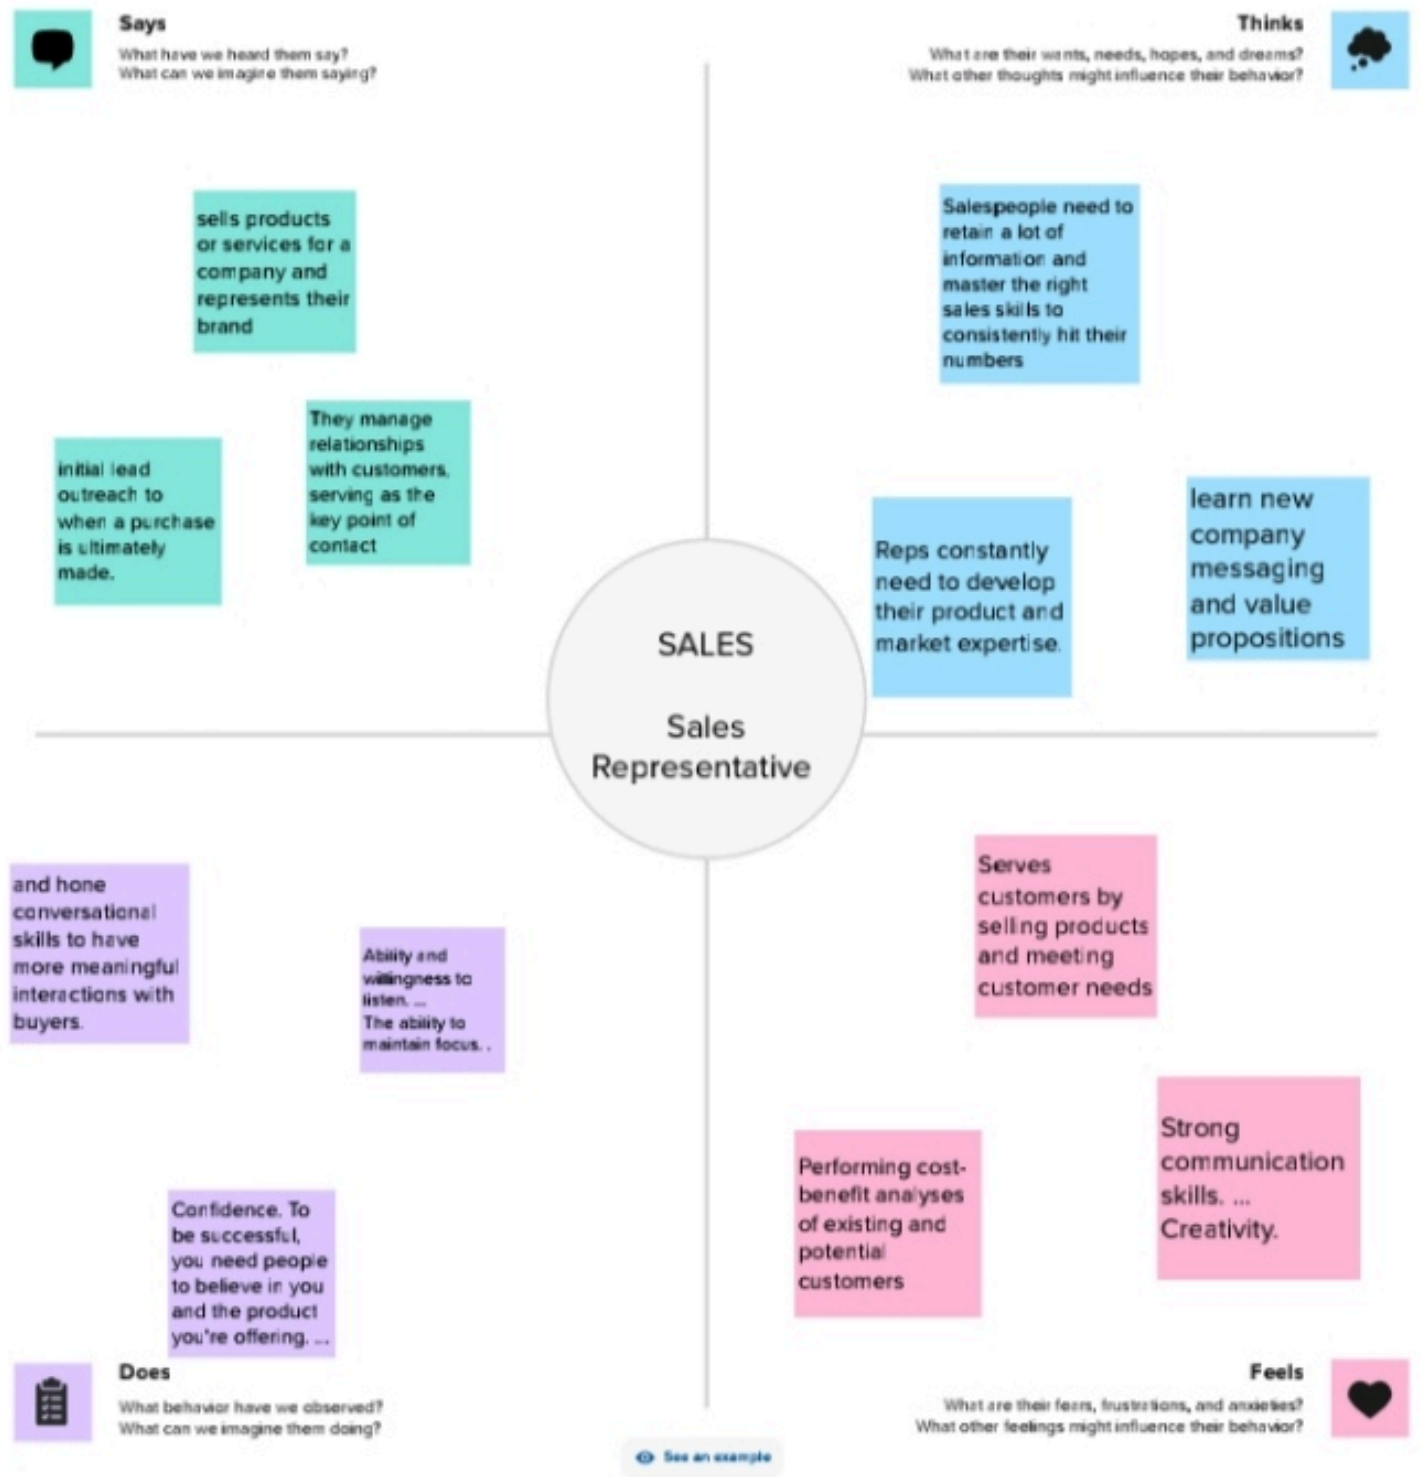 Says
What have we heard them say?
What can we imagine them saying?
Thinks
What are their wants, needs, hopes, and dreams?
What other thoughts might influence their behavior?
sells products
or services for a
company and
represents their
brand
initial lead
outreach to
when a purchase
is ultimately
made.
They manage
relationships
with customers,
serving as the
key point of
contact
Salespeople need to
retain a lot of
information and
master the right
sales skills to
consistently hit their
numbers
Reps constantly
need to develop
their product and
market expertise.
learn new
company
messaging
and value
propositions
SALES
Sales
Representative
and hone
conversational
skills to have
more meaningful
interactions with
buyers.
Ability and
willingness to
listen. ...
The ability to
maintain focus. .
Confidence. To
be successful,
you need people
to believe in you
and the product
you're offering. ...
Serves
customers by
selling products
and meeting
customer needs
Performing cost-
benefit analyses
of existing and
potential
customers
Strong
communication
skills. ...
Creativity.
Does
What behavior have we observed?
What can we imagine them doing?
Feels
What are their fears, frustrations, and anxieties?
What other feelings might influence their behavior?
See an example